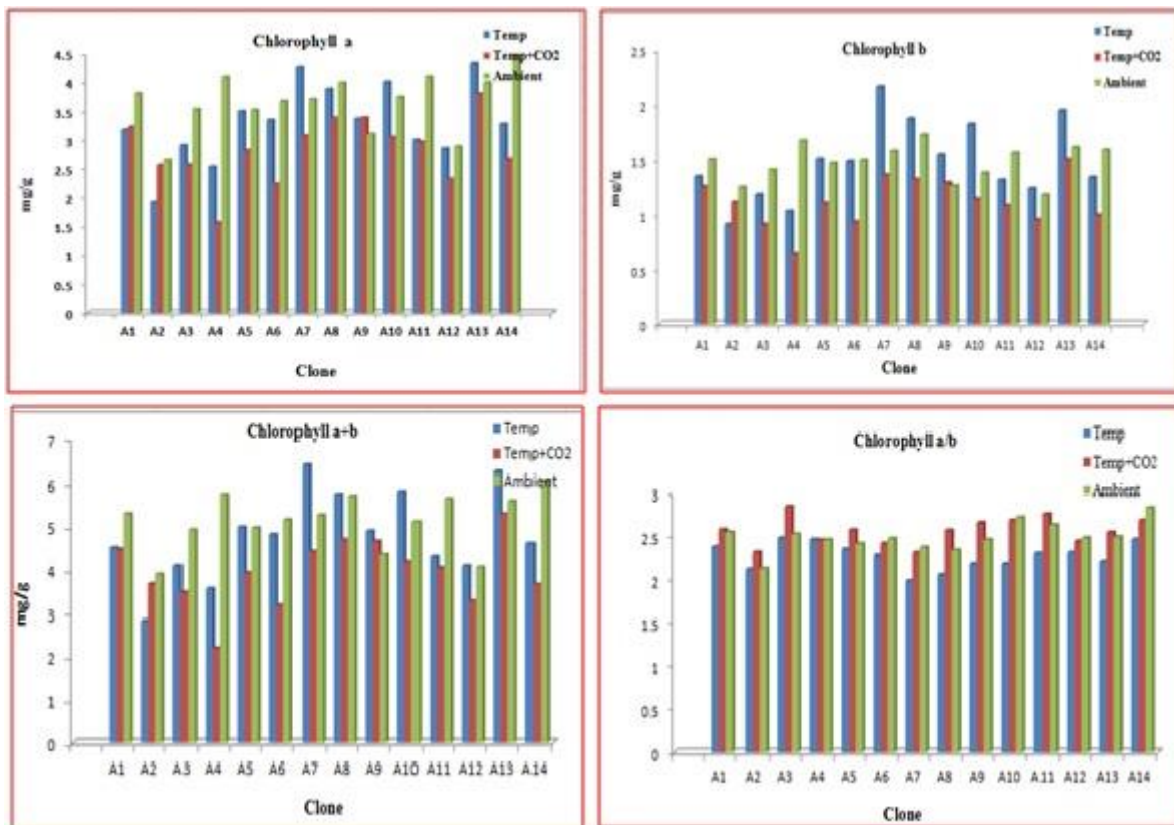 Chlorophyll a
Temp
Temp+CO2
Ambient
4.5
4
3.5
3
2.5
2
1.5
1
0.5
0
mg/g
A1 A2 A3 A4 A5 A6 A7 A8 A9 A10 A11 A12 A13 A14
Clone
Chlorophyll b
Temp
Temp+CO2
Ambient
2.5
2
1.5
1
0.5
0
mg/g
A1 A2 A3 A4 A5 A6 A7 A8 A9 A10 A11 A12 A13 A14
Clone
Chlorophyll a+b
Temp
Temp+CO2
Ambient
7
6
5
4
3
2
1
0
mg/g
A1 A2 A3 A4 A5 A6 A7 A8 A9 A10 A11 A12 A13 A14
Clone
Chlorophyll a/b
Temp
Temp+CO2
Ambient
3
2.5
2
1.5
1
0.5
0
A1 A2 A3 A4 A5 A6 A7 A8 A9 A10 A11 A12 A13 A14
Clone